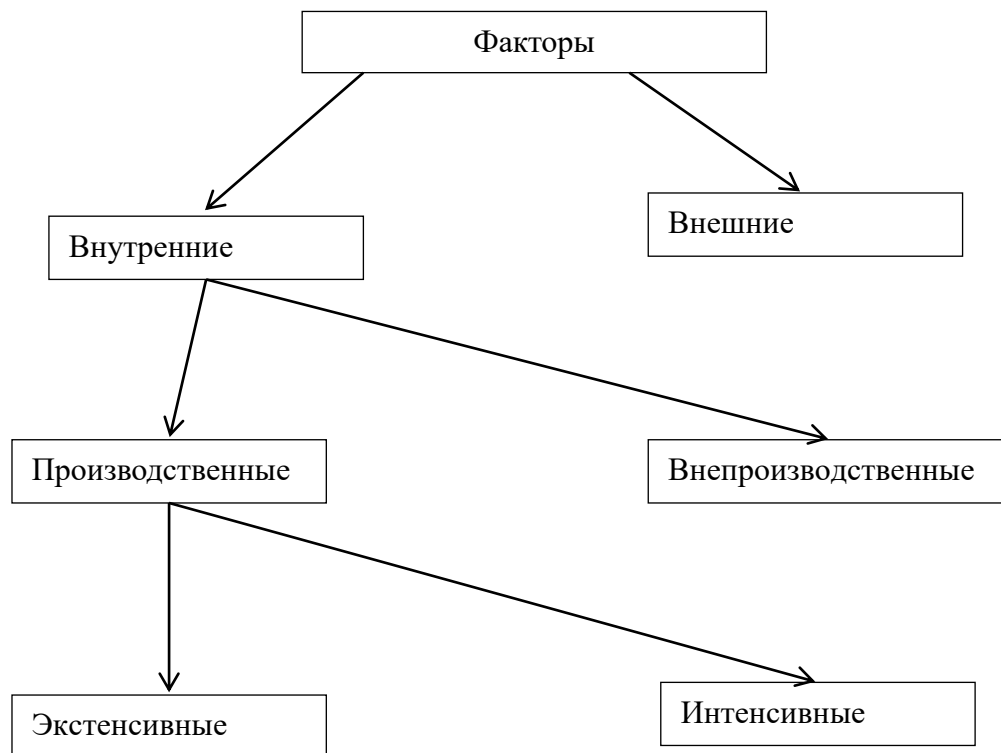 Факторы
Внутренние
Внешние
Производственные
Внепроизводственные
Экстенсивные
Интенсивные